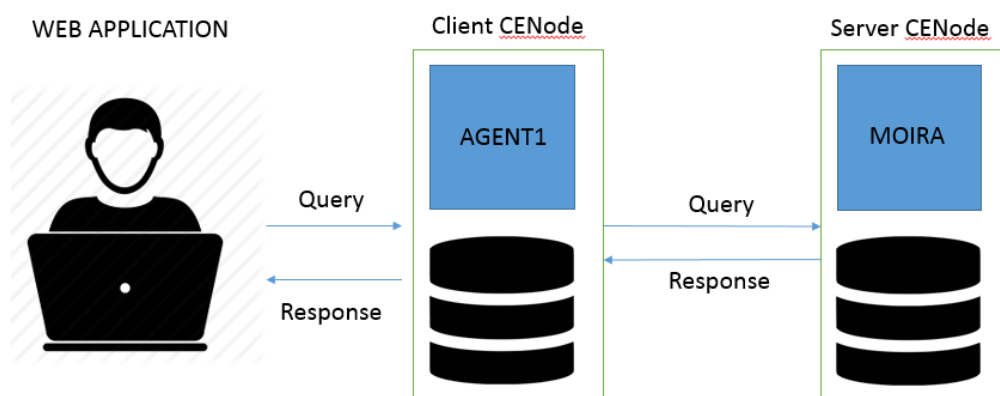 WEB APPLICATION
Client CENode
Server CENode
AGENT1
MOIRA
Query
Response
Query
Response